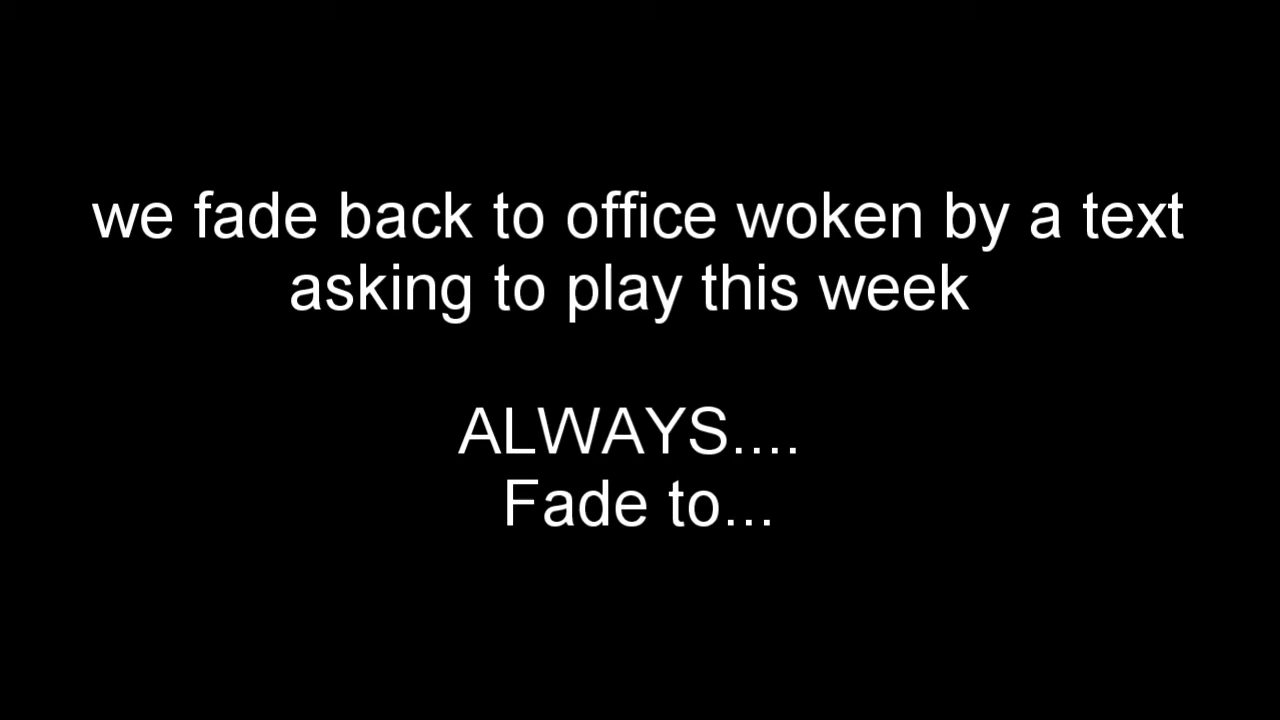 we fade back to office woken by a text
asking to play this week
ALWAYS....
Fade to...